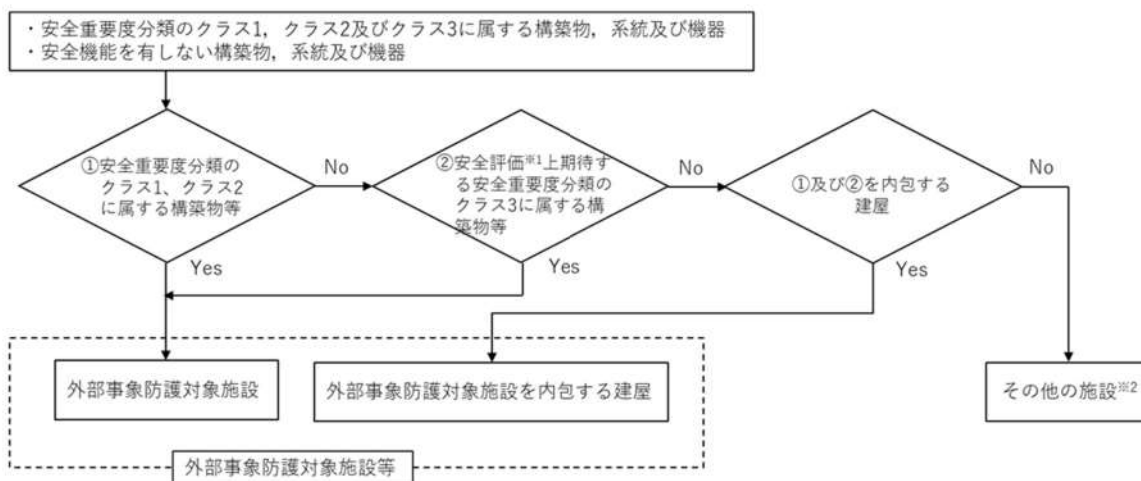 ・安全重要度分類のクラス1，クラス2及びクラス3に属する構築物，系統及び機器
・安全機能を有しない構築物，系統及び機器
①安全重要度分類の
クラス1、クラス2
に属する構築物等
No
②安全評価※1上期待す
る安全重要度分類の
クラス3に属する構
築物等
No
①及び②を内包する
建屋
No
Yes
Yes
Yes
外部事象防護対象施設
外部事象防護対象施設を内包する建屋
その他の施設※2
外部事象防護対象施設等